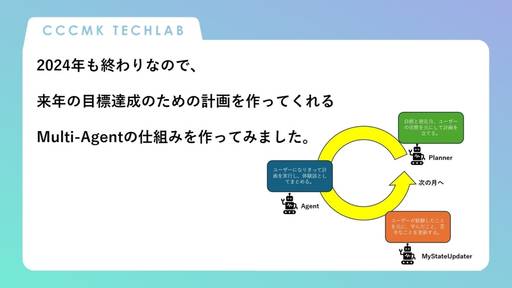 CCCMK TECHLAB
2024年も終わりなので、
来年の目標達成のための計画を作ってくれる
Multi-Agentの仕組みを作ってみました。
目標と現在月、ユーザー
の状態を元にして計画を
立てる。
Planner
ユーザーになりきって計
画を実行し、体験談とし
てまとめる。
Agent
次の月へ
ユーザーが経験したこと
を元に、学んだこと、苦
手なことを更新する。
MyStateUpdater